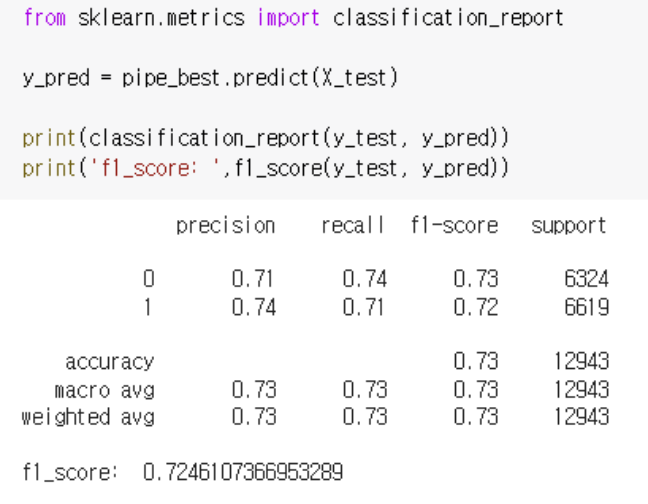 from sklearn.metrics import classification_report
y_pred = pipe_best.predict(X_test)
print(classification_report(y_test, y_pred))
print('f1_score: ',f1_score(y_test, y_pred))
precision recall f1-score support
0 0.71 0.74 0.73 6324
1 0.74 0.71 0.72 6619
accuracy 0.73 12943
macro avg 0.73 0.73 0.73 12943
weighted avg 0.73 0.73 0.73 12943
f1_score: 0.7246107366953289